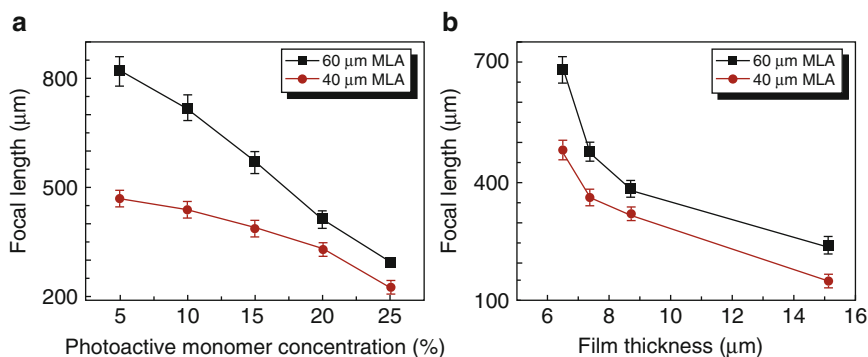 a
60 μm MLA
40 μm MLA
Focal length (μm)
800
500
200
5 10 15 20 25
Photoactive monomer concentration (%)
b
60 μm MLA
40 μm MLA
Focal length (μm)
700
400
100
6 8 10 12 14 16
Film thickness (μm)